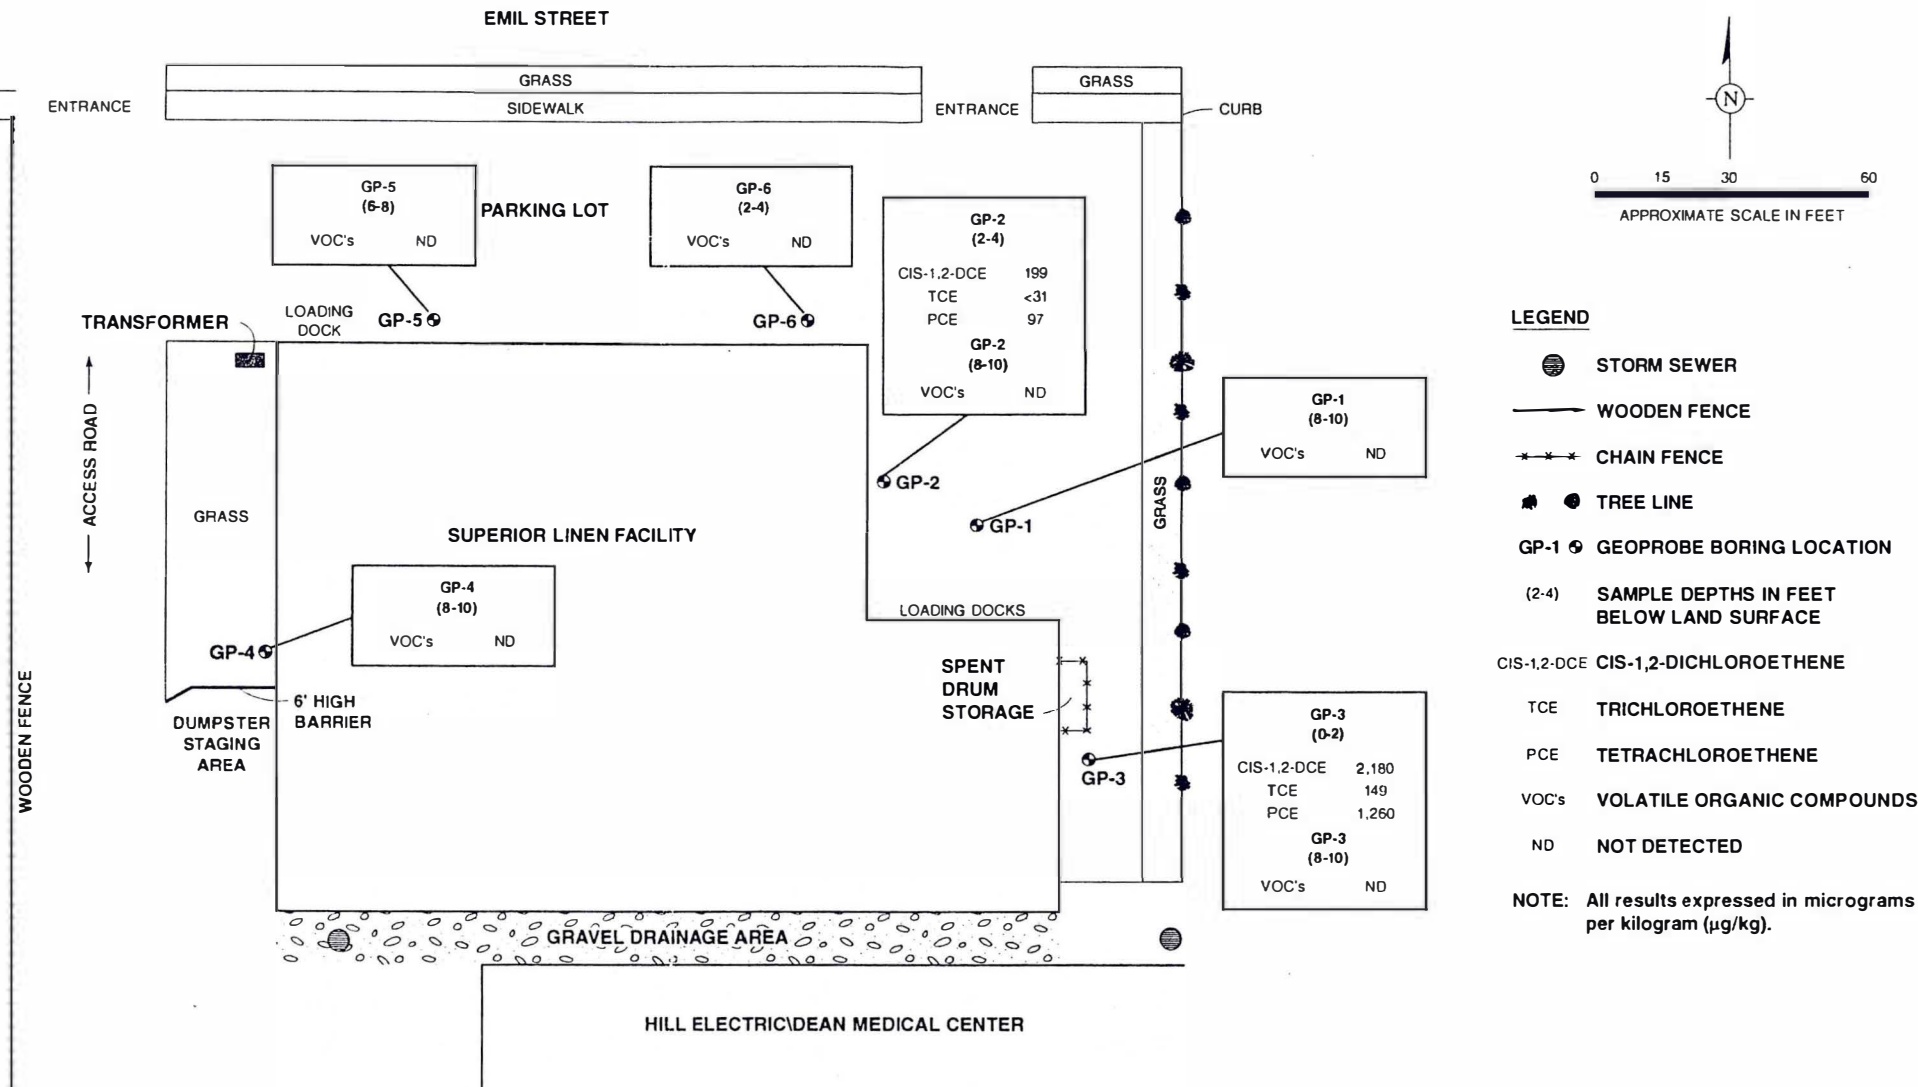 EMIL STREET
GRASS
SIDEWALK
ENTRANCE
ENTRANCE
GRASS
CURB
N
0 15 30 60
APPROXIMATE SCALE IN FEET
GP-5
(6-8)
VOC's ND
PARKING LOT
GP-6
(2-4)
VOC's ND
GP-2
(2-4)
CIS-1,2-DCE 199
TCE <31
PCE 97
GP-2
(8-10)
VOC's ND
TRANSFORMER
LOADING
DOCK
GP-5
GP-6
GP-1
(8-10)
VOC's ND
ACCESS ROAD
GRASS
GP-2
GP-1
GRASS
SUPERIOR LINEN FACILITY
GP-4
(8-10)
VOC's ND
LOADING DOCKS
GP-4
SPENT
DRUM
STORAGE
6' HIGH
BARRIER
DUMPSTER
STAGING
AREA
WOODEN FENCE
GP-3
GP-3
(0-2)
CIS-1,2-DCE 2,180
TCE 149
PCE 1,260
GP-3
(8-10)
VOC's ND
GRAVEL DRAINAGE AREA
HILL ELECTRIC\DEAN MEDICAL CENTER
LEGEND
STORM SEWER
WOODEN FENCE
CHAIN FENCE
TREE LINE
GP-1 GEOPROBE BORING LOCATION
(2-4) SAMPLE DEPTHS IN FEET
BELOW LAND SURFACE
CIS-1,2-DCE CIS-1,2-DICHLOROETHENE
TCE TRICHLOROETHENE
PCE TETRACHLOROETHENE
VOC's VOLATILE ORGANIC COMPOUNDS
ND NOT DETECTED
NOTE: All results expressed in micrograms
per kilogram (µg/kg).